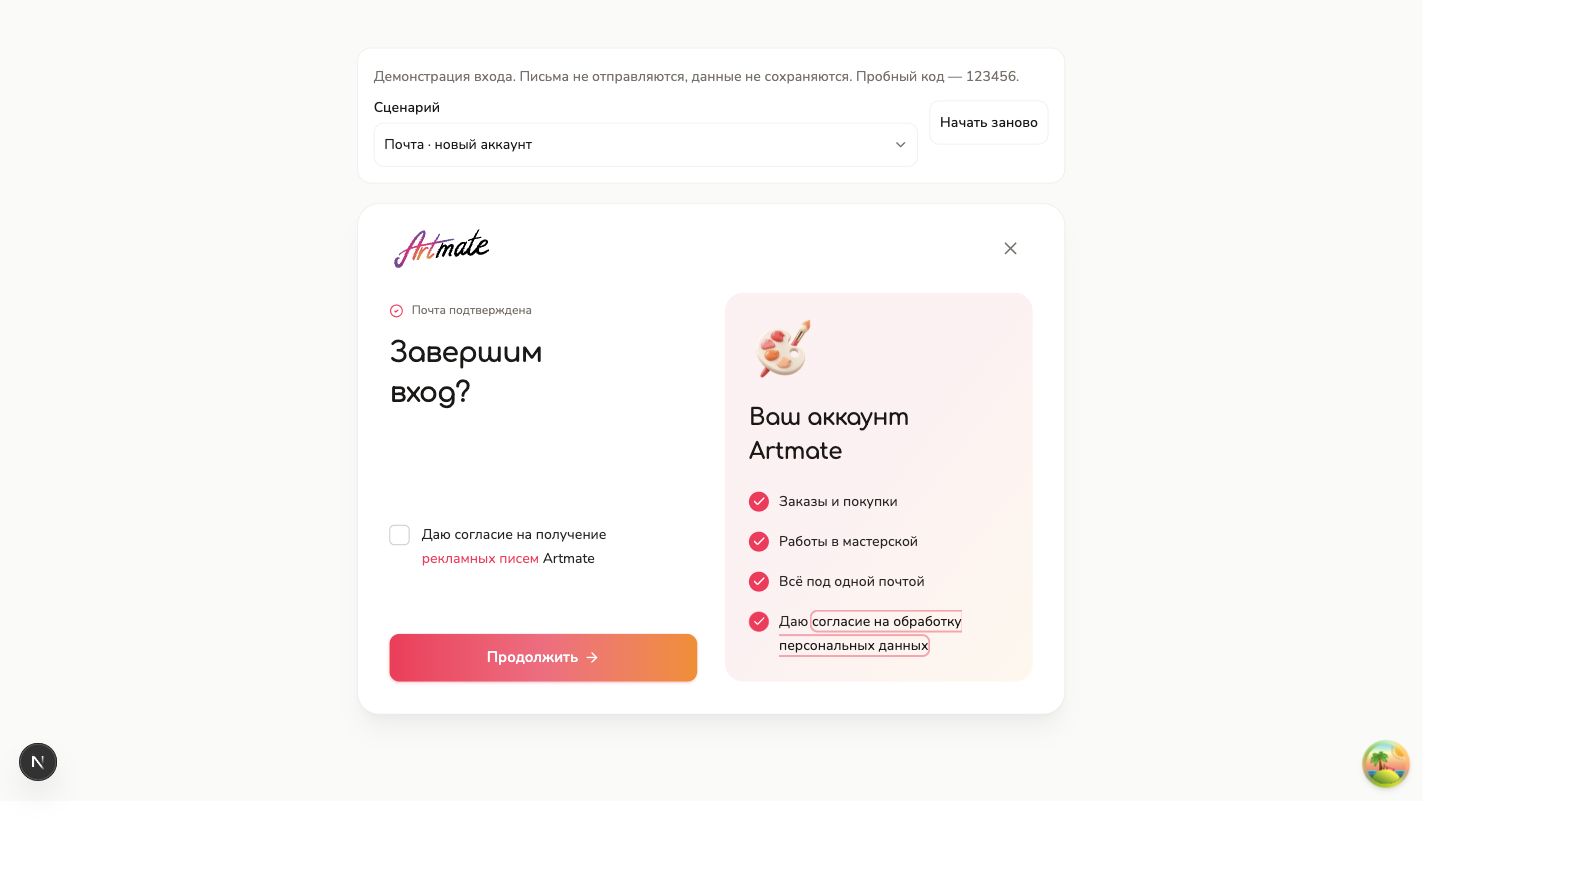 Демонстрация входа. Письма не отправляются, данные не сохраняются. Пробный код — 123456.
Сценарий
Почта · новый аккаунт
Начать заново
Artmate
Почта подтверждена
Завершим
вход?
Даю согласие на получение
рекламных писем Artmate
Продолжить →
Ваш аккаунт
Artmate
Заказы и покупки
Работы в мастерской
Всё под одной почтой
Даю согласие на обработку
персональных данных
N